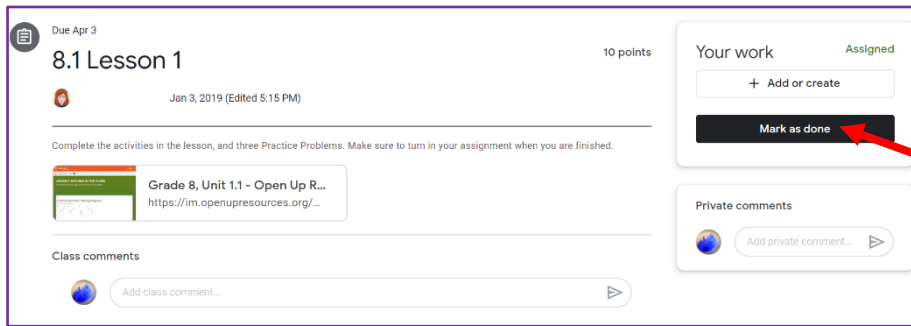 Due Apr 3
8.1 Lesson 1
10 points
Jan 3, 2019 (Edited 5:15 PM)
Complete the activities in the lesson, and three Practice Problems. Make sure to turn in your assignment when you are finished.
Grade 8, Unit 1.1 - Open Up R...
https://im.openupresources.org/...
Class comments
Add class comment...
Your work
Assigned
+ Add or create
Mark as done
Private comments
Add private comment...